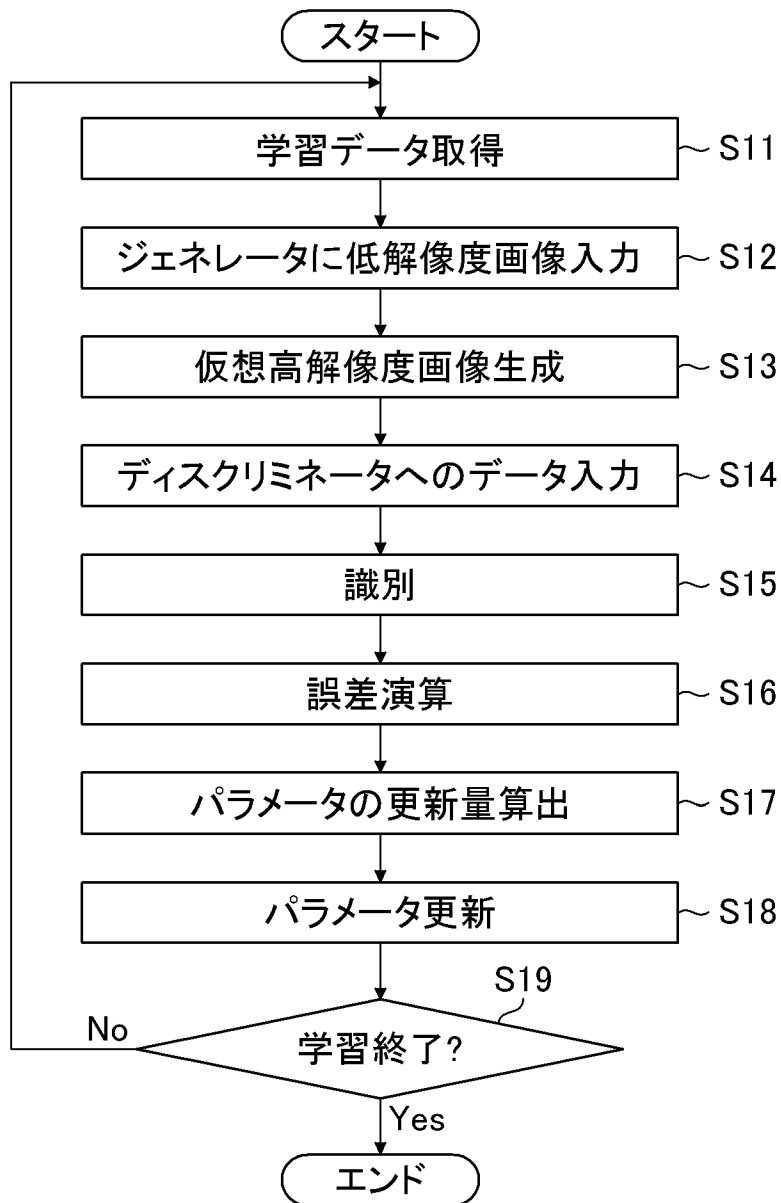 スタート
学習データ取得
S11
ジェネレータに低解像度画像入力
S12
仮想高解像度画像生成
S13
ディスクリミネータへのデータ入力
S14
識別
S15
誤差演算
S16
パラメータの更新量算出
S17
パラメータ更新
S18
S19
No
学習終了?
Yes
エンド